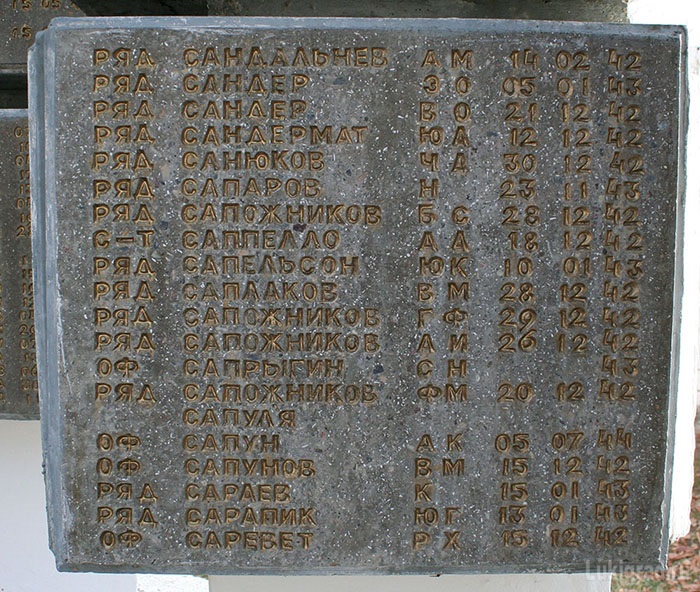 РЯД САНДАЛЬНЕВ А М 14 02 42
РЯД САНДЕР Э О 05 01 43
РЯД САНДЕР В О 21 12 42
РЯД САНДЕРМАТ Ю А 12 12 42
РЯД САНЮКОВ Ч Д 30 12 42
РЯД САПАРОВ Н 23 11 43
РЯД САПОЖНИКОВ Б С 28 12 42
С-Т САППЕЛЛО А А 18 12 42
РЯД САПЕЛЬСОН Ю К 10 01 43
РЯД САПЛАКОВ В М 28 12 42
РЯД САПОЖНИКОВ Г Ф 29 12 42
РЯД САПОЖНИКОВ А И 26 12 42
ОФ САПРЫГИН С Н 43
РЯД САПОЖНИКОВ Ф М 20 12 42
САПУЛЯ
ОФ САПУН А К 05 07 44
ОФ САПУНОВ В М 15 12 42
РЯД САРАЕВ К 15 01 43
РЯД САРАПИК Ю Г 13 01 43
ОФ САРЕВЕТ Р Х 15 12 42